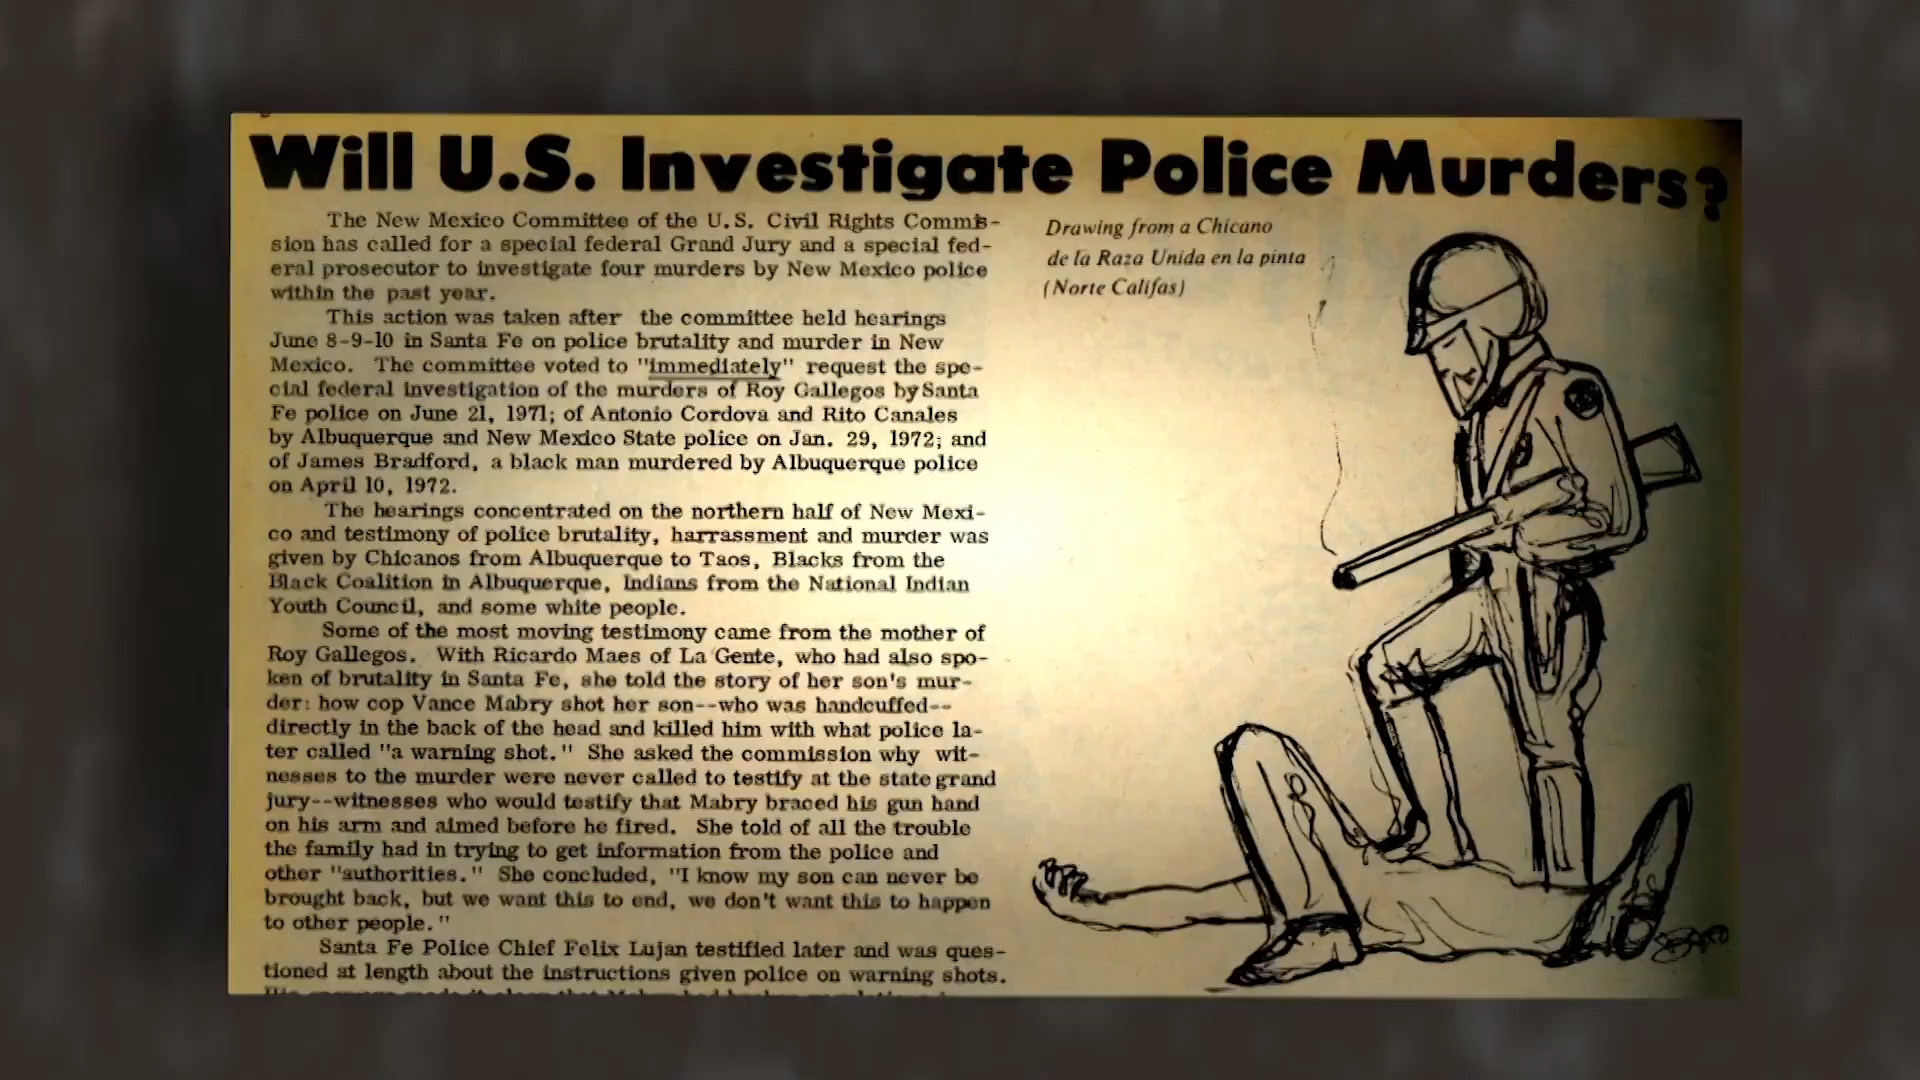 Will U.S. Investigate Police Murders?
The New Mexico Committee of the U.S. Civil Rights Commis-
sion has called for a special federal Grand Jury and a special fed-
eral prosecutor to investigate four murders by New Mexico police
within the past year.
This action was taken after the committee held hearings
June 8-9-10 in Santa Fe on police brutality and murder in New
Mexico. The committee voted to "immediately" request the spe-
cial federal investigation of the murders of Roy Gallegos by Santa
Fe police on June 21, 1971; of Antonio Cordova and Rito Canales
by Albuquerque and New Mexico State police on Jan. 29, 1972; and
of James Bradford, a black man murdered by Albuquerque police
on April 10, 1972.
The hearings concentrated on the northern half of New Mexi-
co and testimony of police brutality, harrassment and murder was
given by Chicanos from Albuquerque to Taos, Blacks from the
Black Coalition in Albuquerque, Indians from the National Indian
Youth Council, and some white people.
Some of the most moving testimony came from the mother of
Roy Gallegos. With Ricardo Maes of La Gente, who had also spo-
ken of brutality in Santa Fe, she told the story of her son's mur-
der: how cop Vance Mabry shot her son--who was handcuffed--
directly in the back of the head and killed him with what police la-
ter called "a warning shot." She asked the commission why wit-
nesses to the murder were never called to testify at the state grand
jury--witnesses who would testify that Mabry braced his gun hand
on his arm and aimed before he fired. She told of all the trouble
the family had in trying to get information from the police and
other "authorities." She concluded, "I know my son can never be
brought back, but we want this to end, we don't want this to happen
to other people."
Santa Fe Police Chief Felix Lujan testified later and was ques-
tioned at length about the instructions given police on warning shots.
Drawing from a Chicano
de la Raza Unida en la pinta
(Norte Califas)